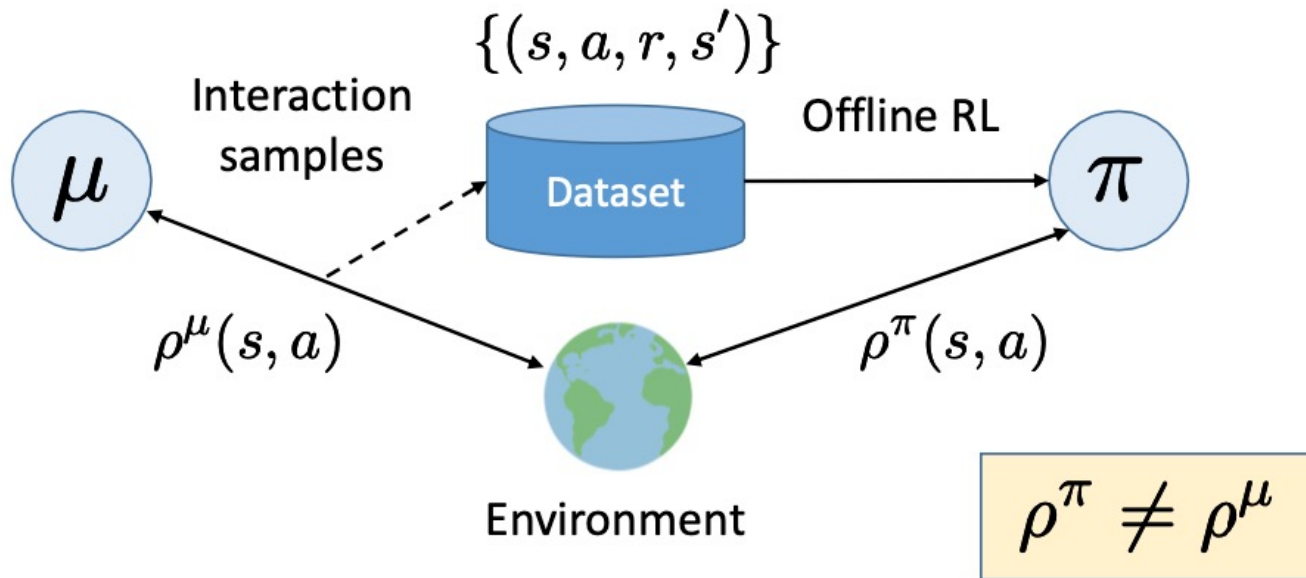 {(s, a, r, s′)}
Interaction
samples
Offline RL
μ
Dataset
π
ρ^μ(s, a)
ρ^π(s, a)
Environment
ρ^π ≠ ρ^μ